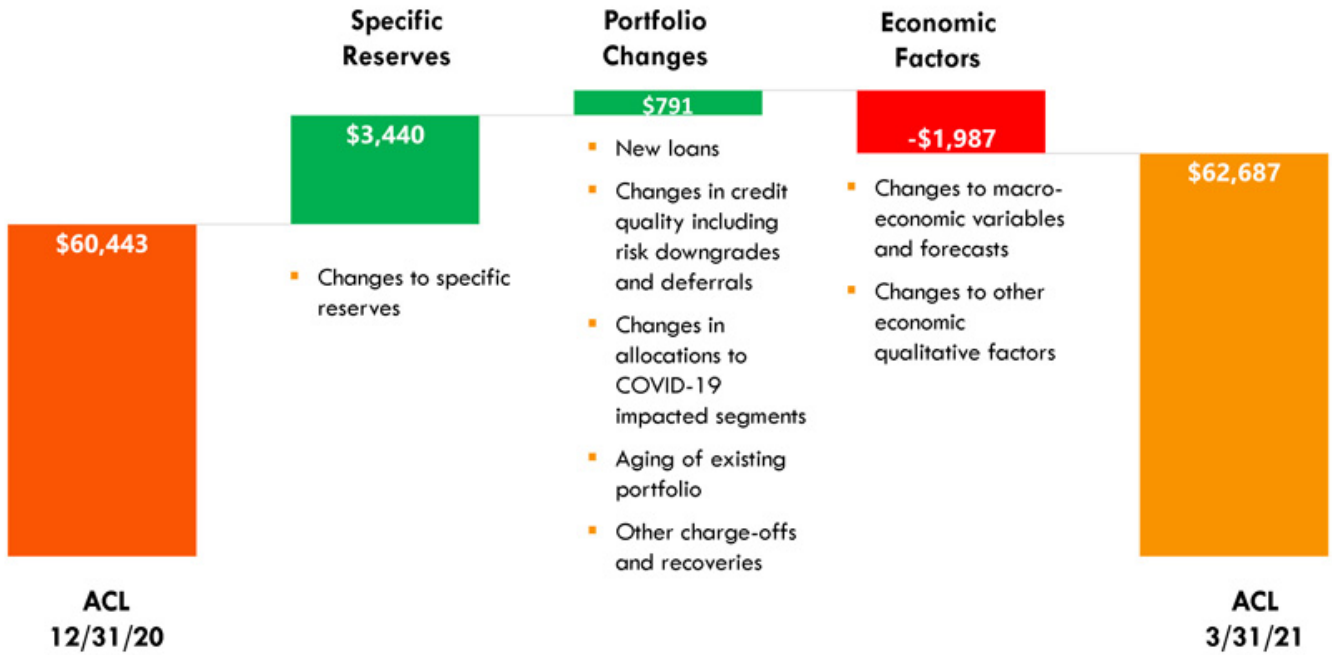 Specific
Reserves
Portfolio
Changes
Economic
Factors
$60,443
$3,440
$791
-$1,987
$62,687
▪ Changes to specific
reserves
▪ New loans
▪ Changes in credit
quality including
risk downgrades
and deferrals
▪ Changes in
allocations to
COVID-19
impacted segments
▪ Aging of existing
portfolio
▪ Other charge-offs
and recoveries
▪ Changes to macro-
economic variables
and forecasts
▪ Changes to other
economic
qualitative factors
ACL
12/31/20
ACL
3/31/21